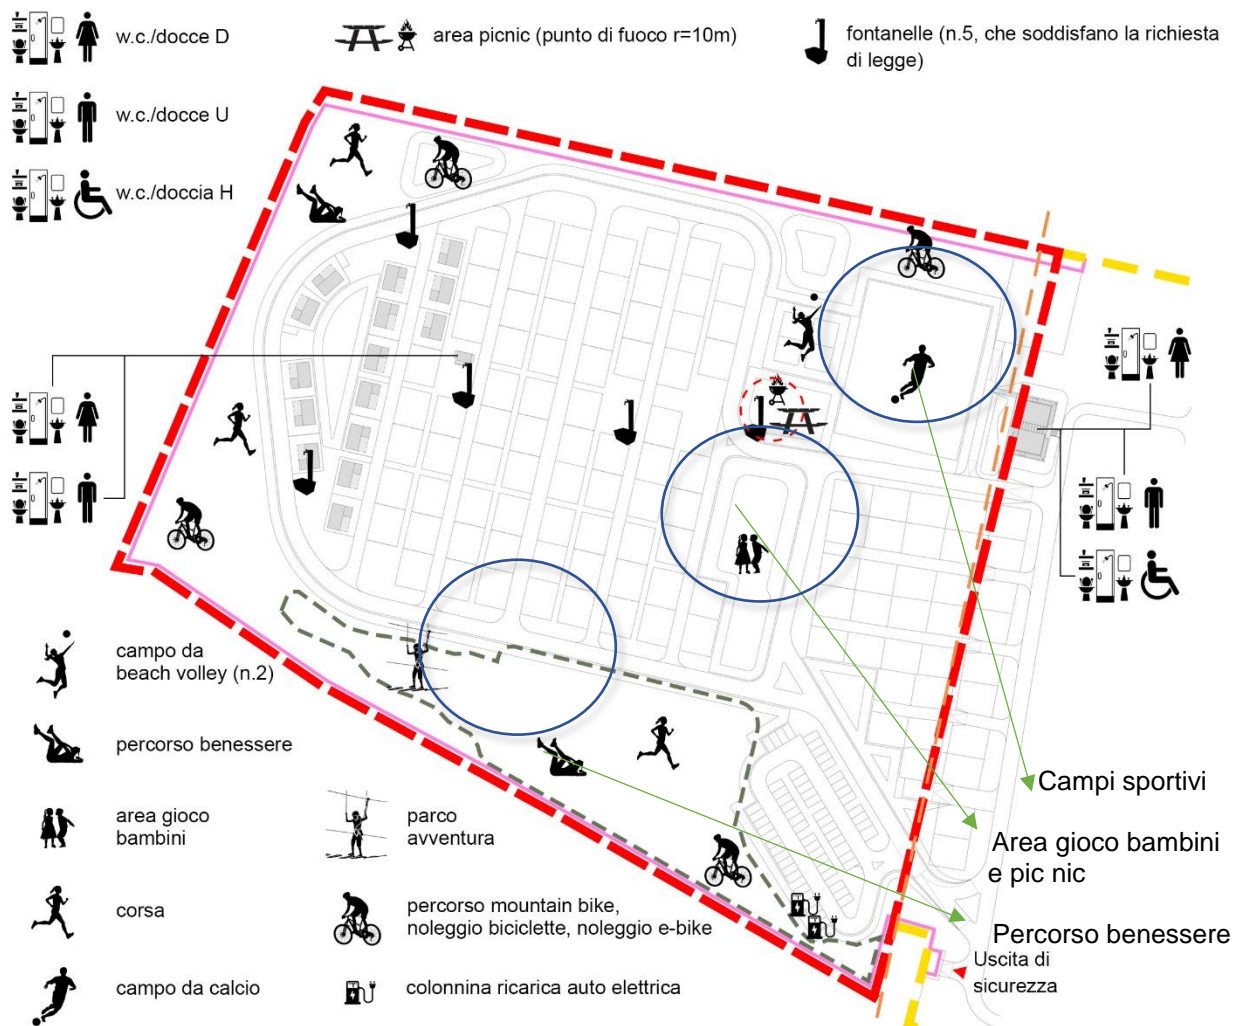 w.c./docce D
area picnic (punto di fuoco r=10m)
fontanelle (n.5, che soddisfano la richiesta
di legge)
w.c./docce U
w.c./doccia H
campo da
beach volley (n.2)
percorso benessere
area gioco
bambini
parco
avventura
corsa
percorso mountain bike,
noleggio biciclette, noleggio e-bike
campo da calcio
colonnina ricarica auto elettrica
Campi sportivi
Area gioco bambini
e pic nic
Percorso benessere
Uscita di
sicurezza